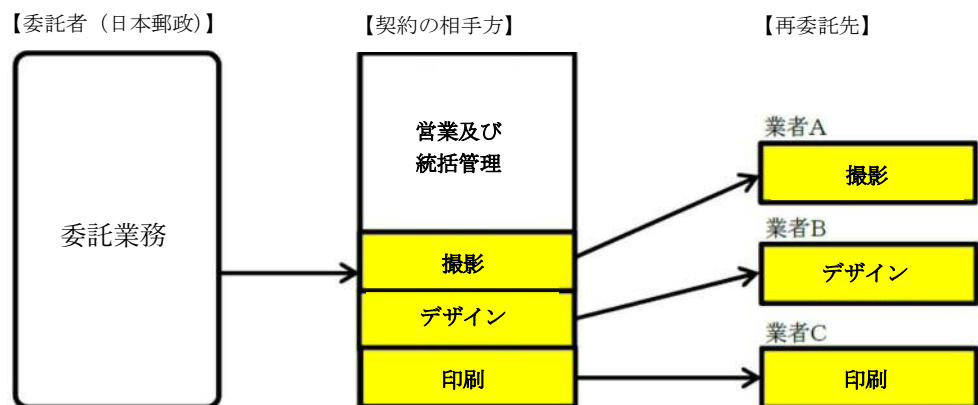 【委託者（日本郵政）】
【契約の相手方】
【再委託先】
委託業務
営業及び
統括管理
撮影
デザイン
印刷
業者A
撮影
業者B
デザイン
業者C
印刷